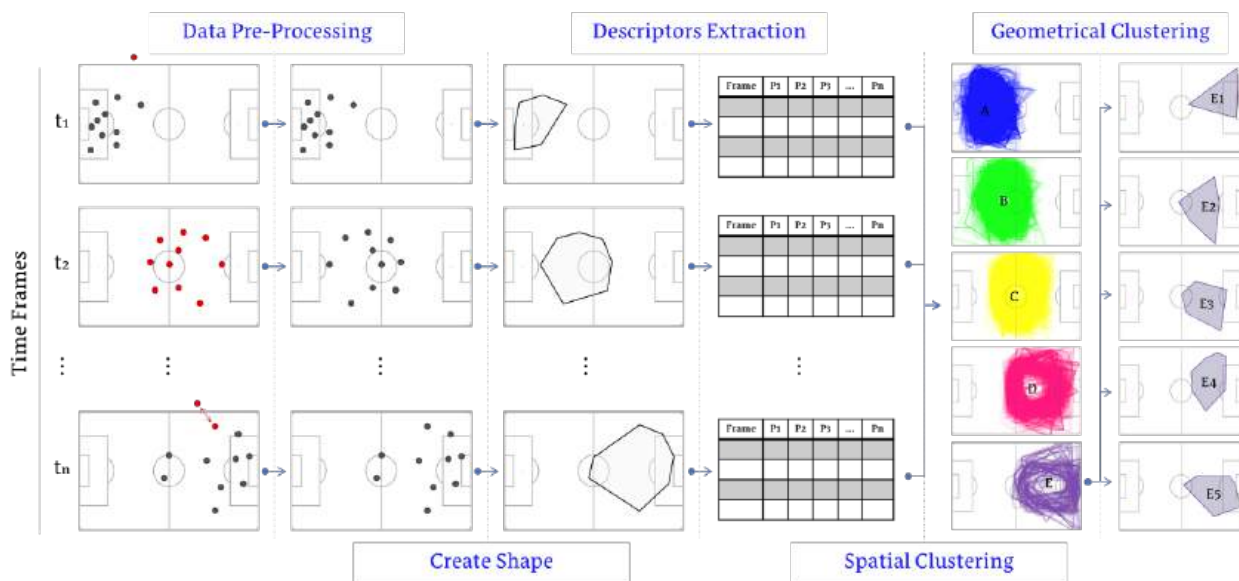 Data Pre-Processing
Descriptors Extraction
Geometrical Clustering
Time Frames
t1
Frame P1 P2 P3 ... Pn
A
E1
B
E2
t2
Frame P1 P2 P3 ... Pn
C
E3
...
...
...
...
D
E4
tn
Frame P1 P2 P3 ... Pn
E
E5
Create Shape
Spatial Clustering